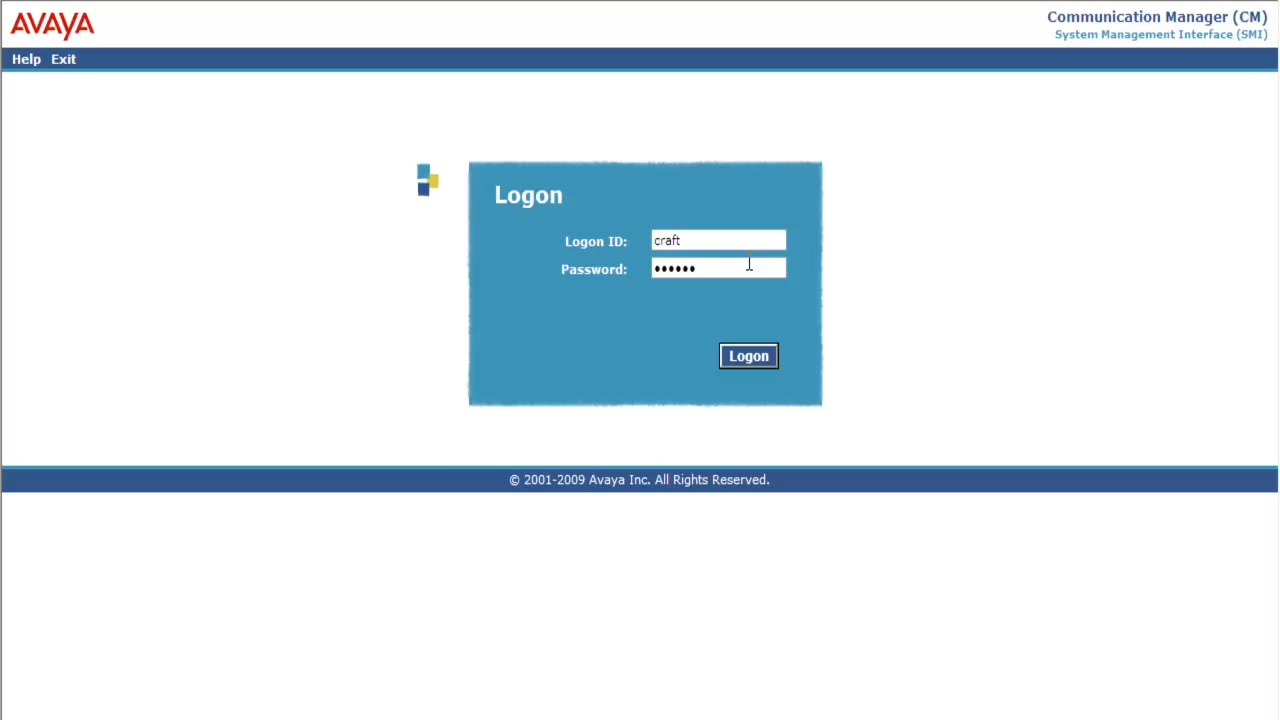 AVAYA
Communication Manager (CM)
System Management Interface (SMI)
Help Exit
Logon
Logon ID: craft
Password: ••••••
Logon
© 2001-2009 Avaya Inc. All Rights Reserved.